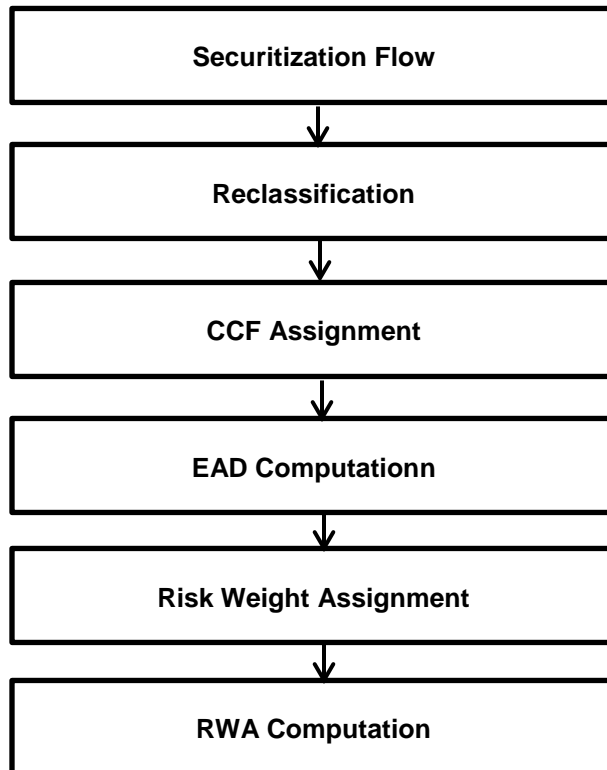 Securitization Flow
Reclassification
CCF Assignment
EAD Computationn
Risk Weight Assignment
RWA Computation